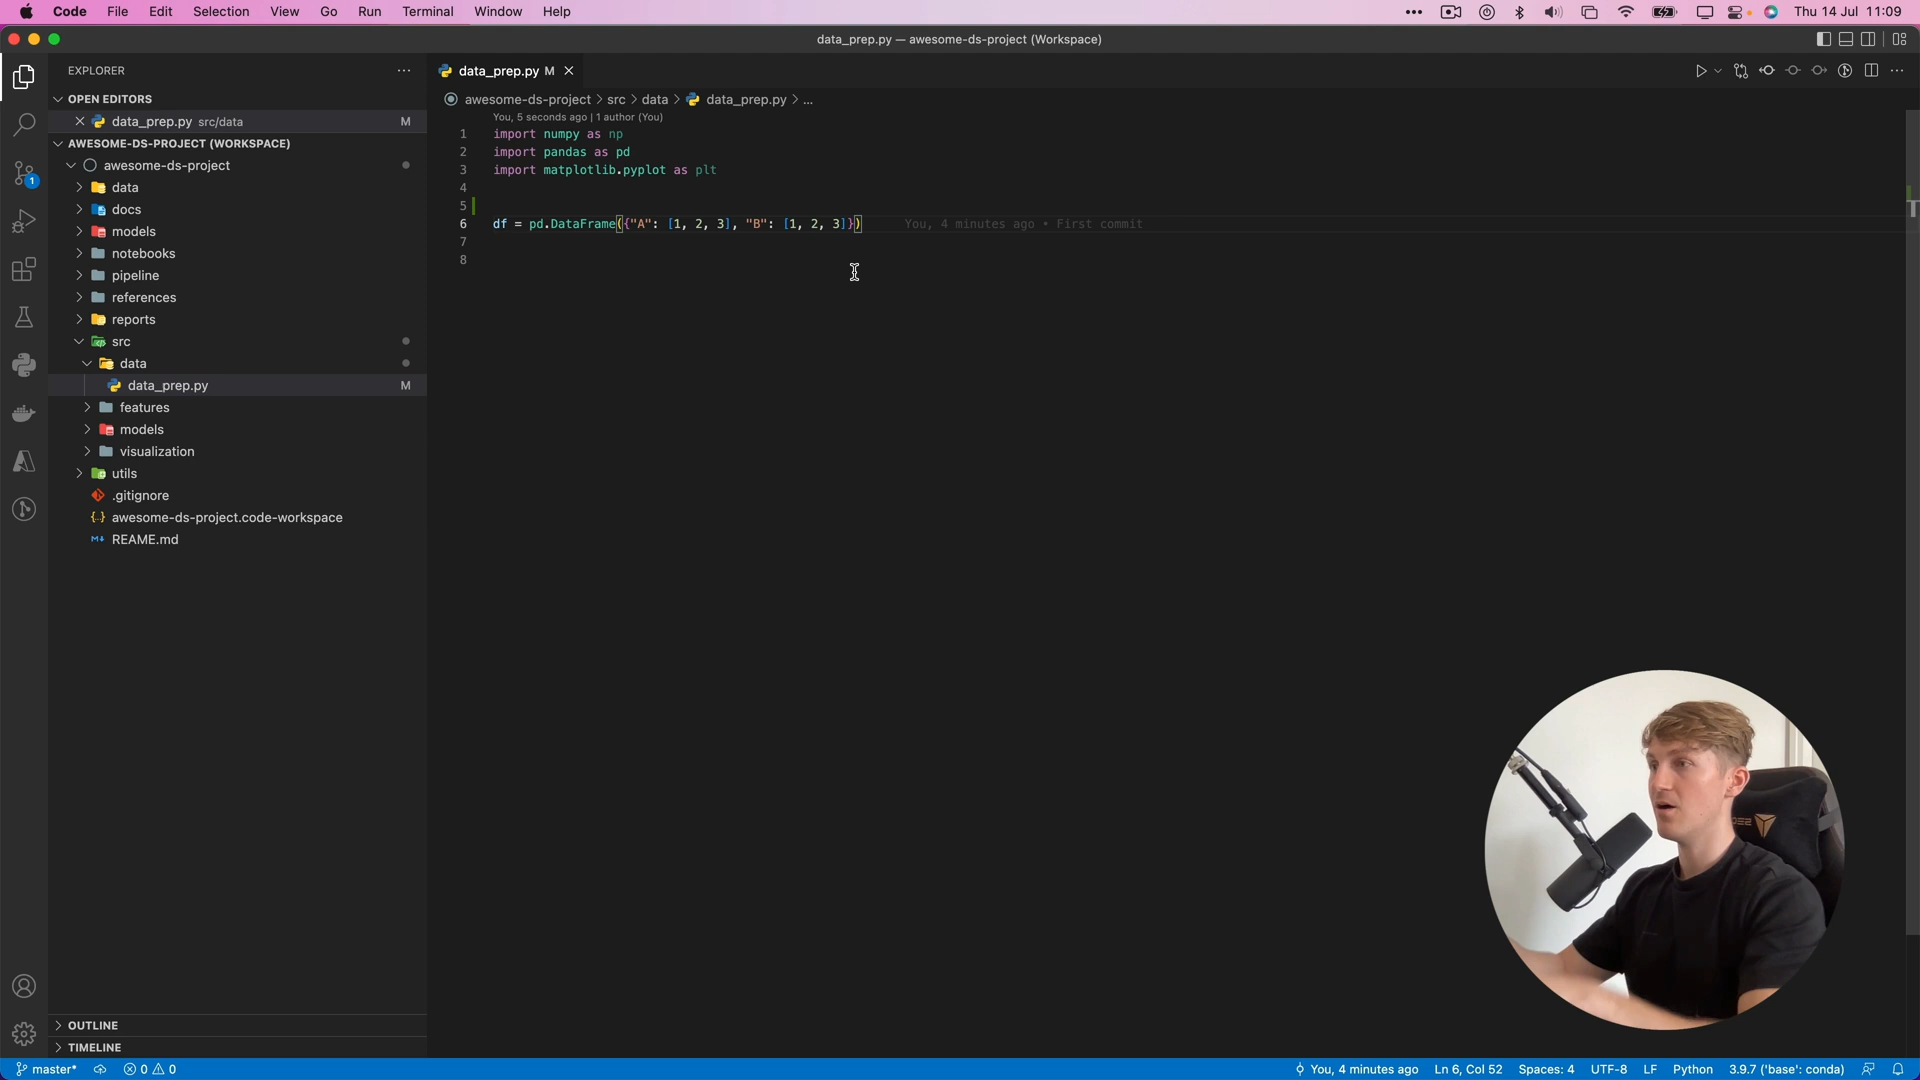 Code File Edit Selection View Go Run Terminal Window Help
Thu 14 Jul 11:09
data_prep.py — awesome-ds-project (Workspace)
EXPLORER
OPEN EDITORS
data_prep.py src/data M
AWESOME-DS-PROJECT (WORKSPACE)
awesome-ds-project
data
docs
models
notebooks
pipeline
references
reports
src
data
data_prep.py M
features
models
visualization
utils
.gitignore
awesome-ds-project.code-workspace
REAME.md
OUTLINE
TIMELINE
1
data_prep.py M
awesome-ds-project > src > data > data_prep.py > ...
You, 5 seconds ago | 1 author (You)
1 import numpy as np
2 import pandas as pd
3 import matplotlib.pyplot as plt
4
5
6 df = pd.DataFrame({"A": [1, 2, 3], "B": [1, 2, 3]}) You, 4 minutes ago • First commit
7
8
master* 0 0 You, 4 minutes ago Ln 6, Col 52 Spaces: 4 UTF-8 LF Python 3.9.7 ('base': conda)